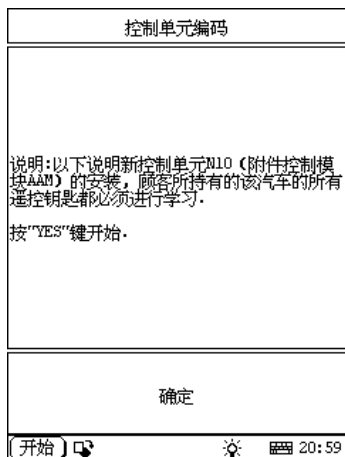 控制单元编码
说明:以下说明新控制单元N10（附件控制模
块AAM）的安装, 顾客所持有的该汽车的所有
遥控钥匙都必须进行学习.
按"YES"键开始.
确定
开始 20:59